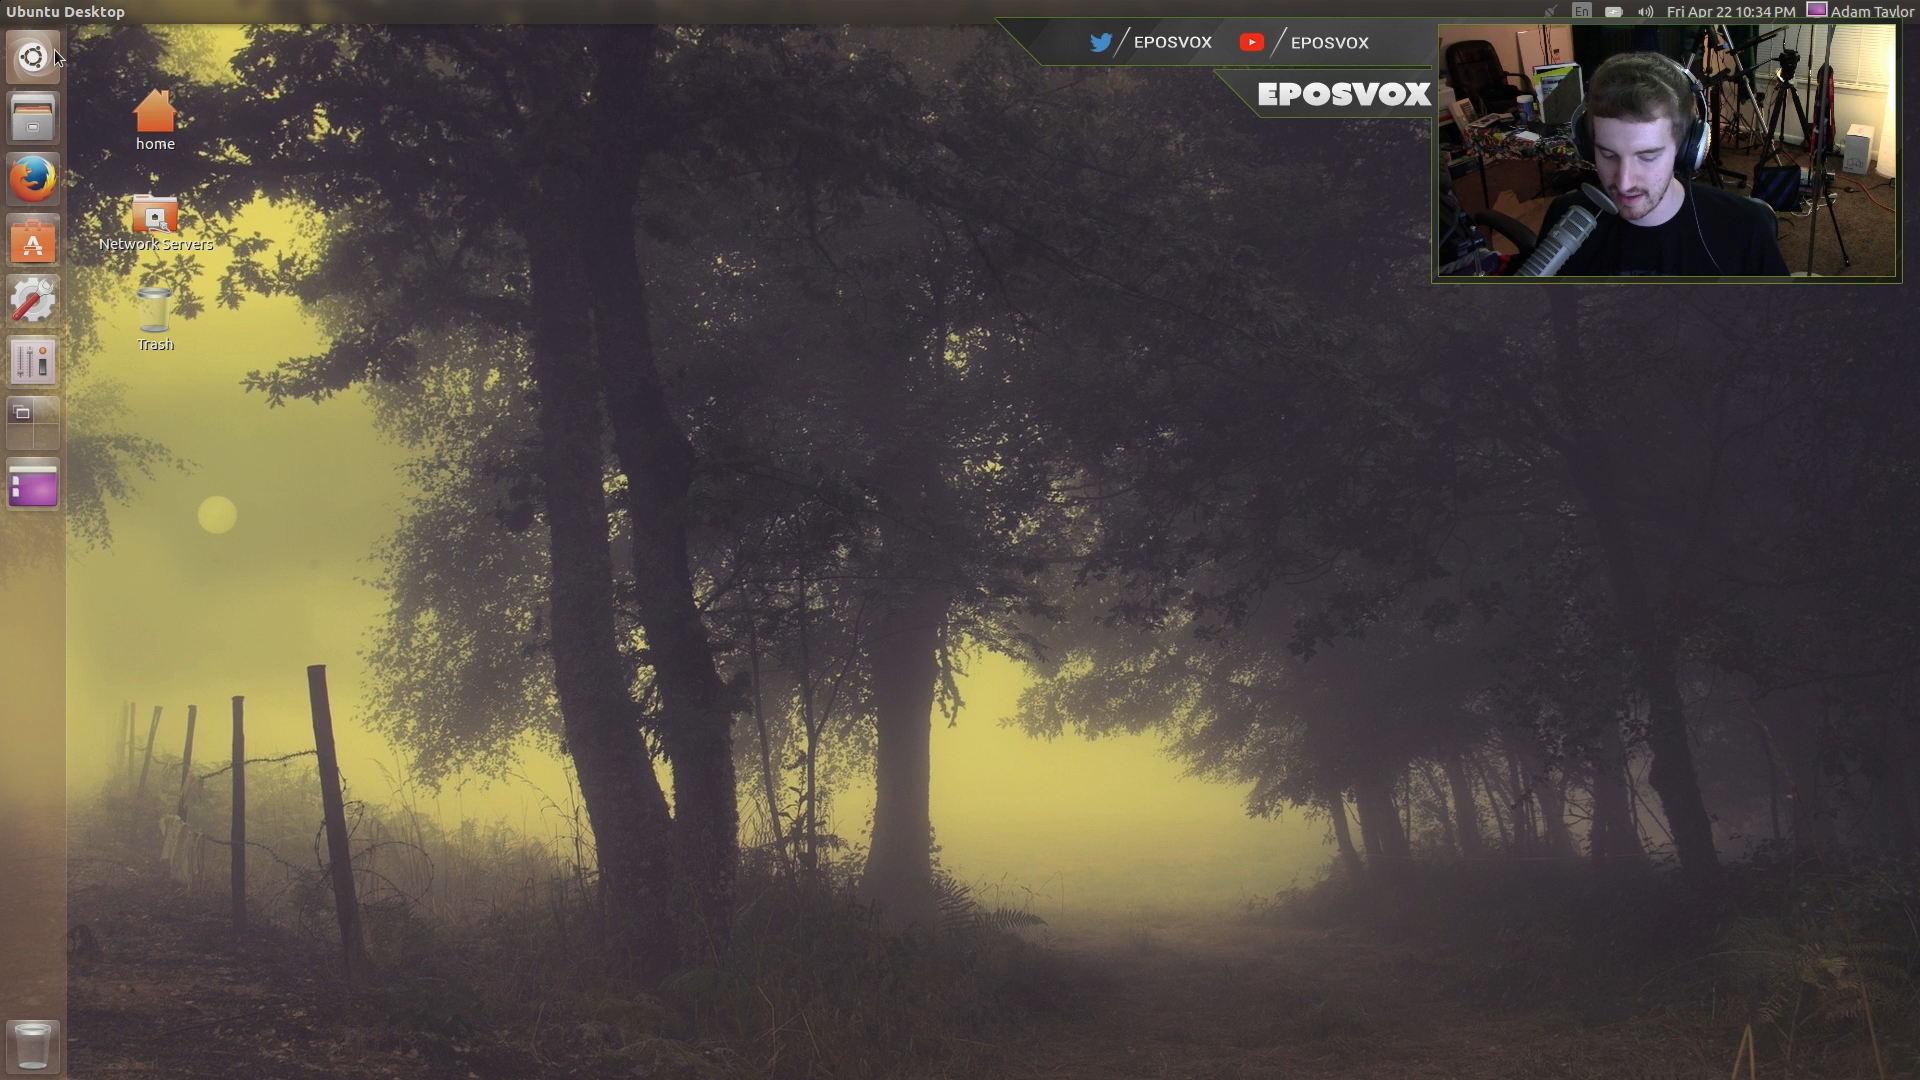 Ubuntu Desktop
En
Fri Apr 22 10:34 PM
Adam Taylor
EPOSVOX
EPOSVOX
EPOSVOX
home
Network Servers
Trash